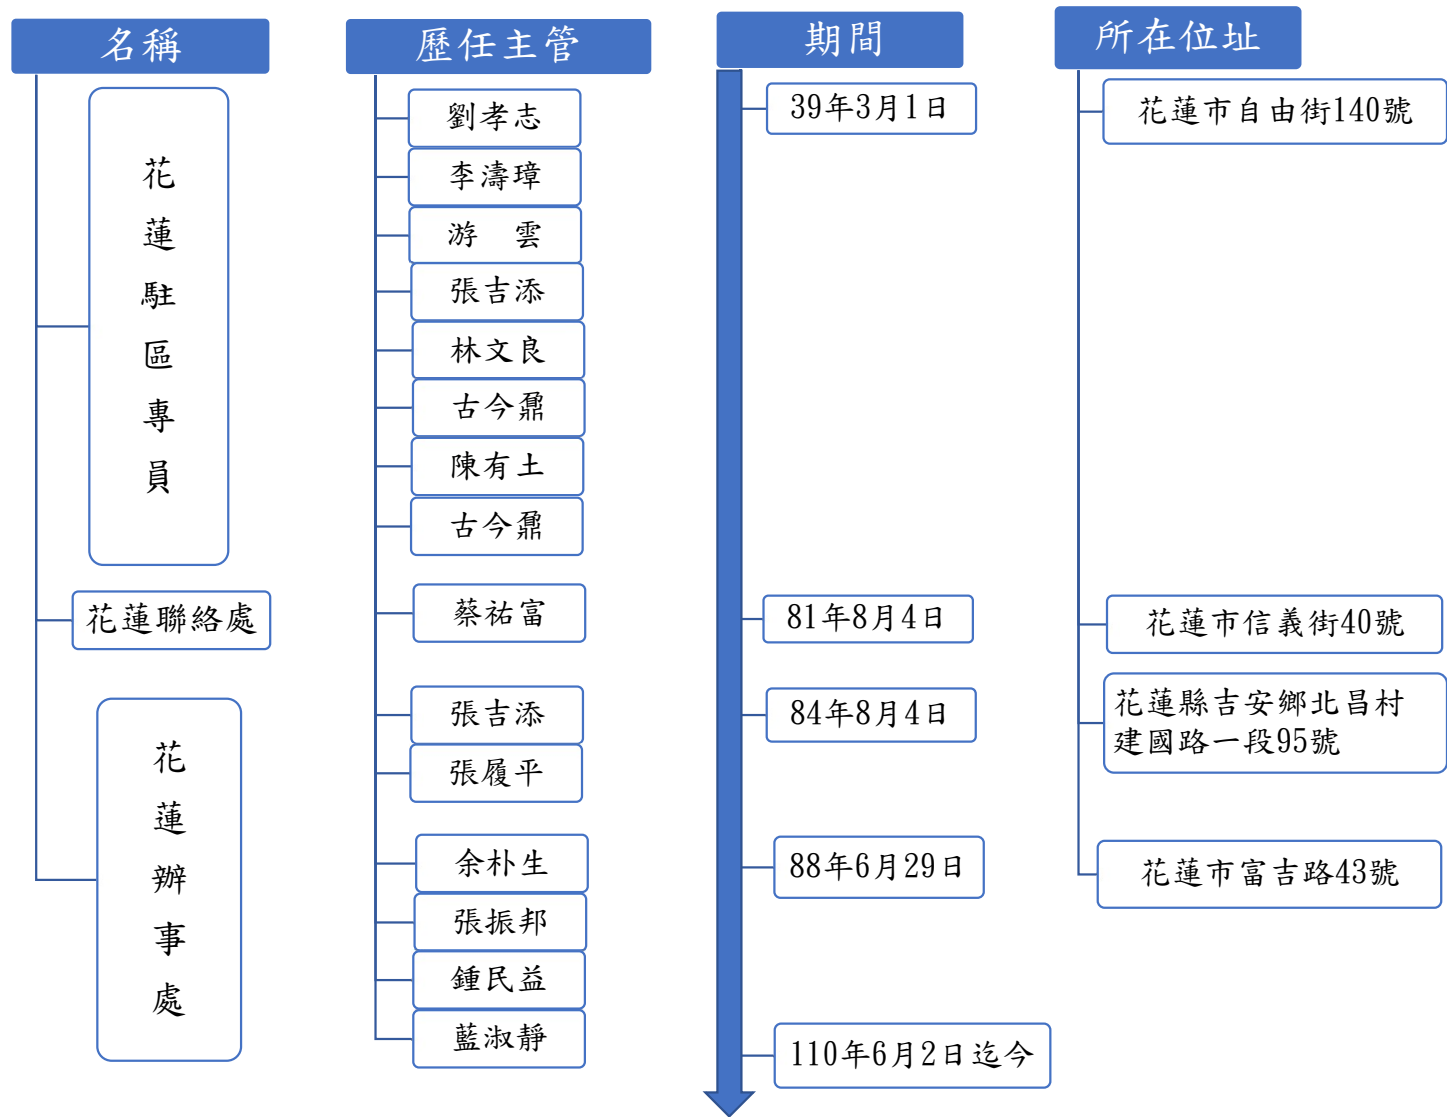 名稱
花蓮駐區專員
花蓮聯絡處
花蓮辦事處
歷任主管
劉孝志
李濤璋
游　雲
張吉添
林文良
古今鼐
陳有土
古今鼐
蔡祐富
張吉添
張履平
余朴生
張振邦
鍾民益
藍淑靜
期間
39年3月1日
81年8月4日
84年8月4日
88年6月29日
110年6月2日迄今
所在位址
花蓮市自由街140號
花蓮市信義街40號
花蓮縣吉安鄉北昌村
建國路一段95號
花蓮市富吉路43號